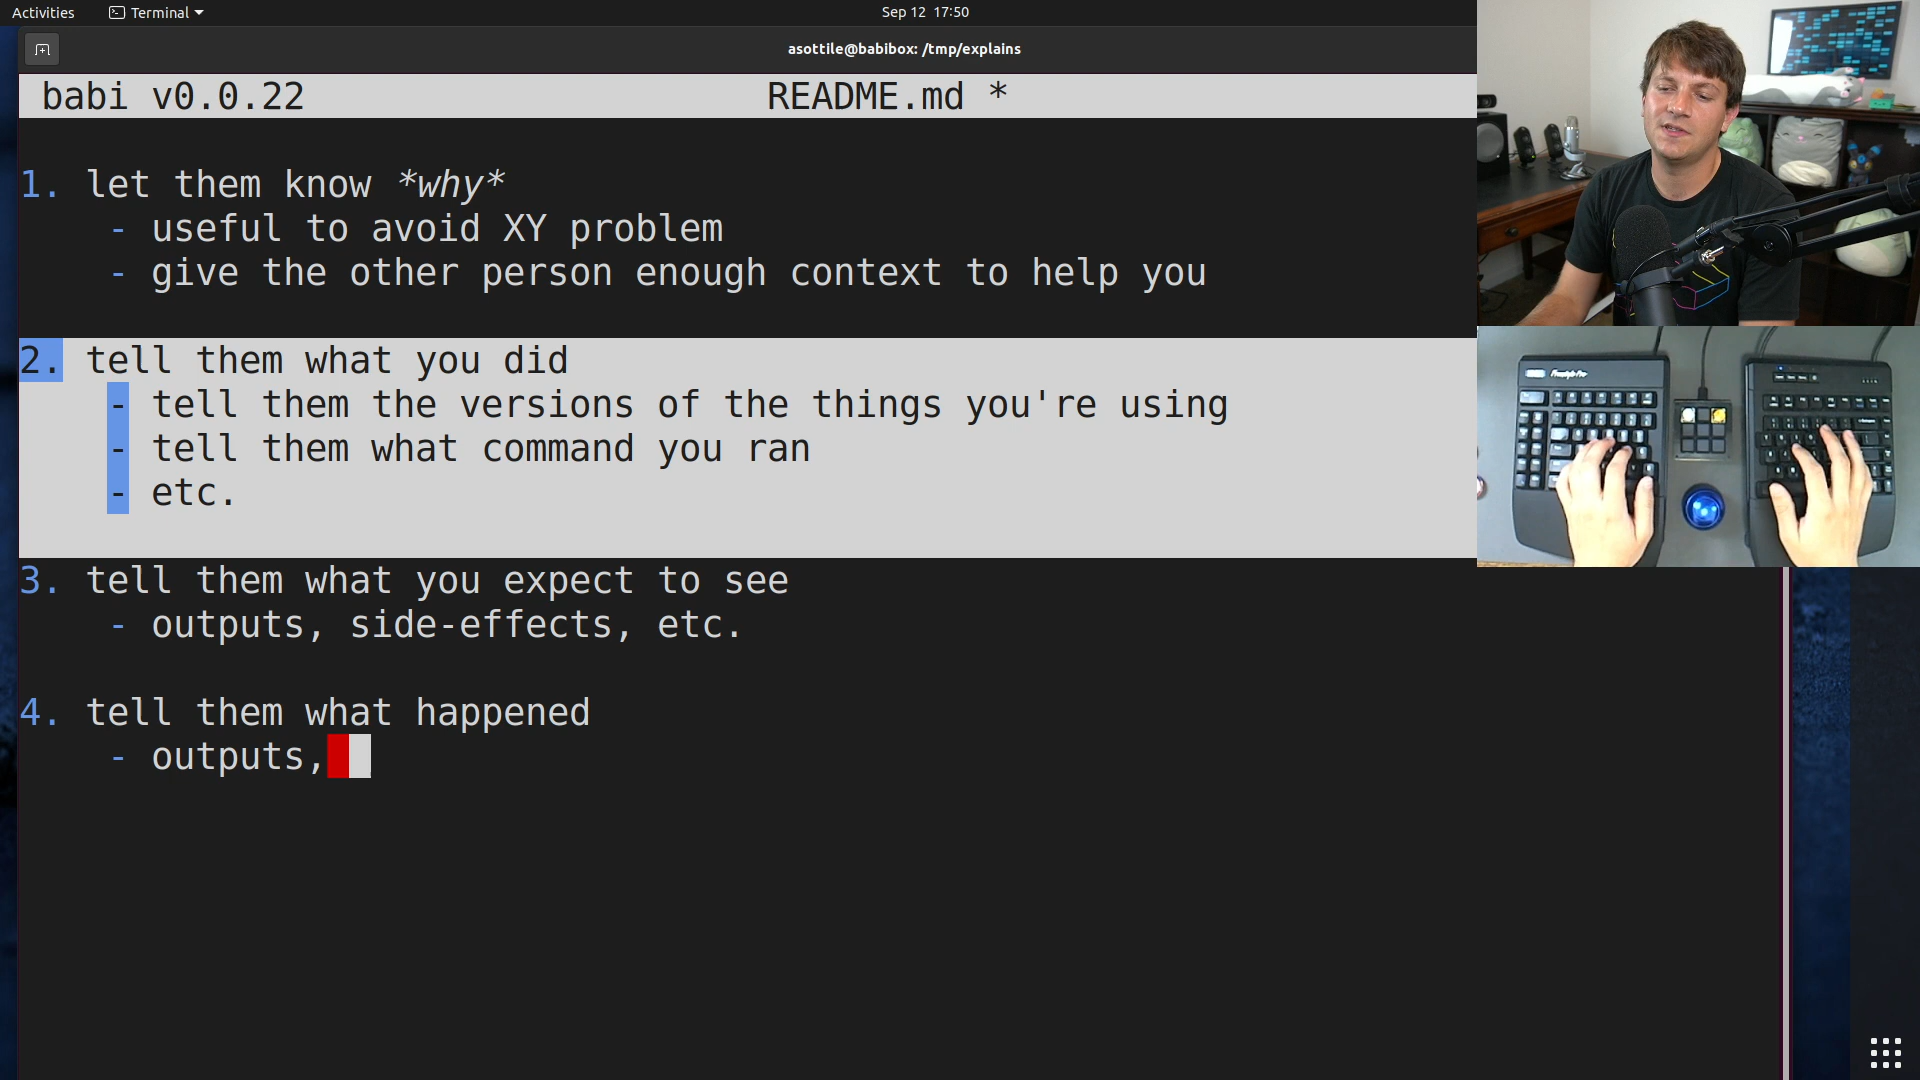 Activities
Terminal
Sep 12 17:50
asottile@babibox: /tmp/explains
babi v0.0.22
README.md *
1. let them know *why*
- useful to avoid XY problem
- give the other person enough context to help you
2. tell them what you did
- tell them the versions of the things you're using
- tell them what command you ran
- etc.
3. tell them what you expect to see
- outputs, side-effects, etc.
4. tell them what happened
- outputs,